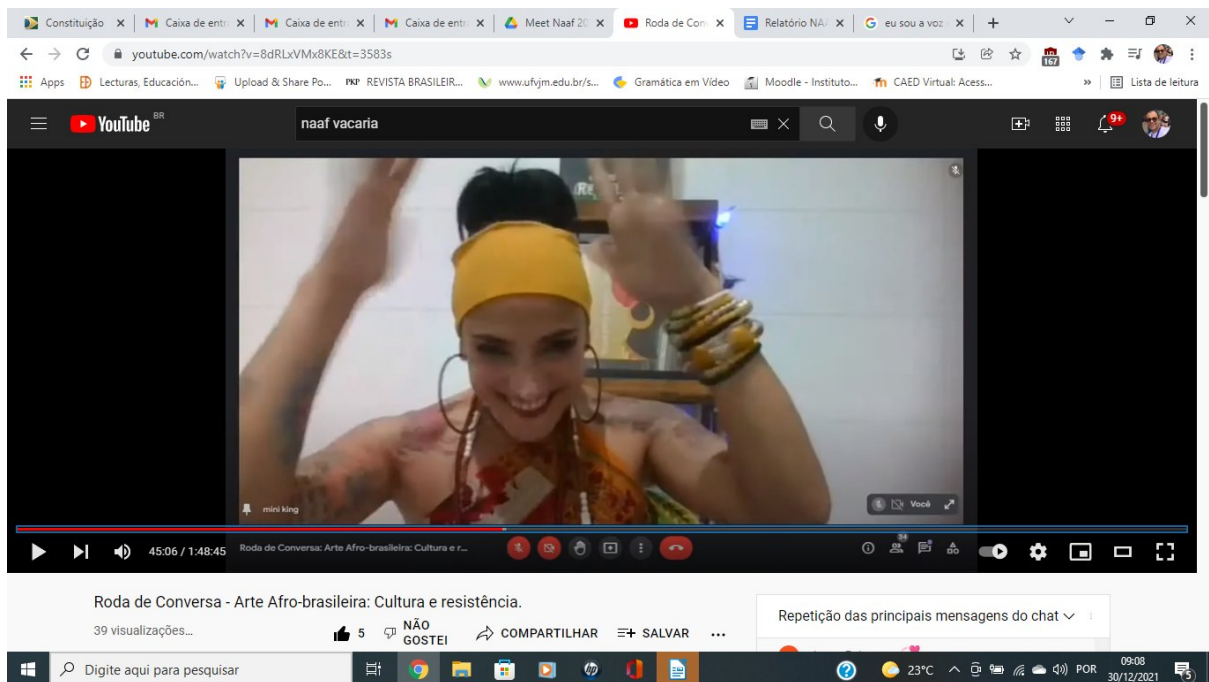 Constituição
Caixa de entr
Caixa de entr
Caixa de entr
Meet Naaf 20
Roda de Con
Relatório NA
eu sou a voz
youtube.com/watch?v=8dRLxVMx8KE&t=3583s
167
Apps
Lecturas, Educación...
Upload & Share Po...
PKP REVISTA BRASILEIR...
www.ufvjm.edu.br/s...
Gramática em Vídeo
Moodle - Instituto...
CAED Virtual: Acess...
»
Lista de leitura
YouTube BR
naaf vacaria
9+
mini king
Você
45:06 / 1:48:45
Roda de Conversa: Arte Afro-brasileira: Cultura e r...
34
Roda de Conversa - Arte Afro-brasileira: Cultura e resistência.
39 visualizações...
5
NÃO
GOSTEI
COMPARTILHAR
SALVAR
...
Repetição das principais mensagens do chat
Digite aqui para pesquisar
23°C
POR
09:08
30/12/2021
5